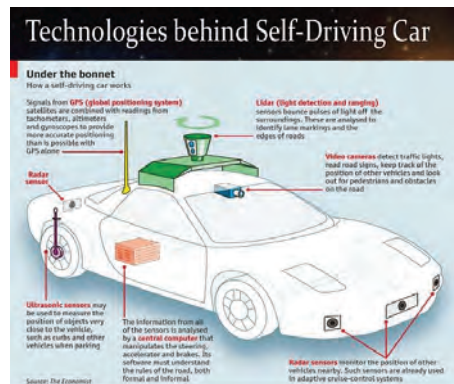 Technologies behind Self-Driving Car
Under the bonnet
How a self-driving car works
Signals from GPS (global positioning system)
satellites are combined with readings from
tachometers, altimeters
and gyroscopes to provide
more accurate positioning
than is possible with
GPS alone
Lidar (light detection and ranging)
sensors bounce pulses of light off the
surroundings. These are analysed to
identify lane markings and the
edges of roads
Video cameras detect traffic lights,
read road signs, keep track of the
position of other vehicles and look
out for pedestrians and obstacles
on the road
Radar
sensor
Ultrasonic sensors may
be used to measure the
position of objects very
close to the vehicle,
such as curbs and other
vehicles when parking
The information from all
of the sensors is analysed
by a central computer that
manipulates the steering,
accelerator and brakes. Its
software must understand
the rules of the road, both
formal and informal
Radar sensors monitor the position of other
vehicles nearby. Such sensors are already used
in adaptive cruise-control systems
Source: The Economist